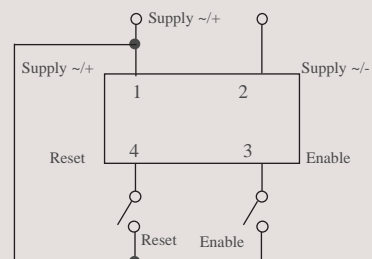 Supply ~/+
Supply ~/+ Supply ~/-
1 2
4 3
Reset Enable
Reset Enable